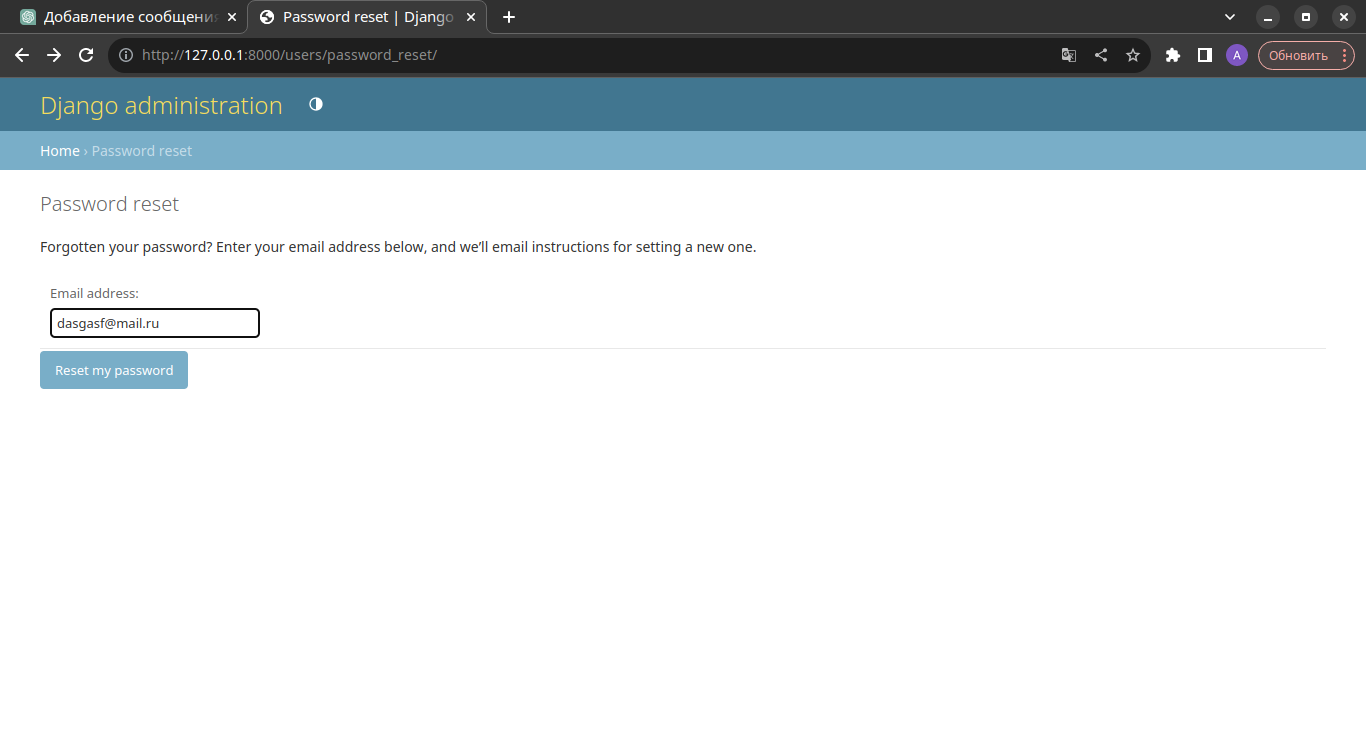 Добавление сообщения
Password reset | Django
http://127.0.0.1:8000/users/password_reset/
A
Обновить
Django administration
Home › Password reset
Password reset
Forgotten your password? Enter your email address below, and we’ll email instructions for setting a new one.
Email address:
dasgasf@mail.ru
Reset my password